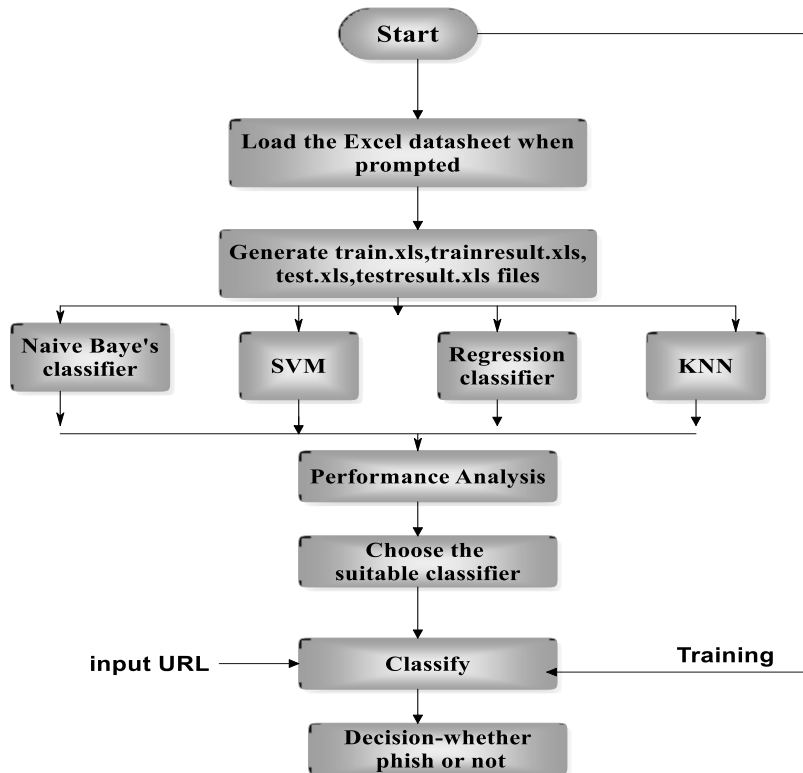 Start
Load the Excel datasheet when
prompted
Generate train.xls,trainresult.xls,
test.xls,testresult.xls files
Naive Baye's
classifier
SVM
Regression
classifier
KNN
Performance Analysis
Choose the
suitable classifier
input URL
Classify
Training
Decision-whether
phish or not